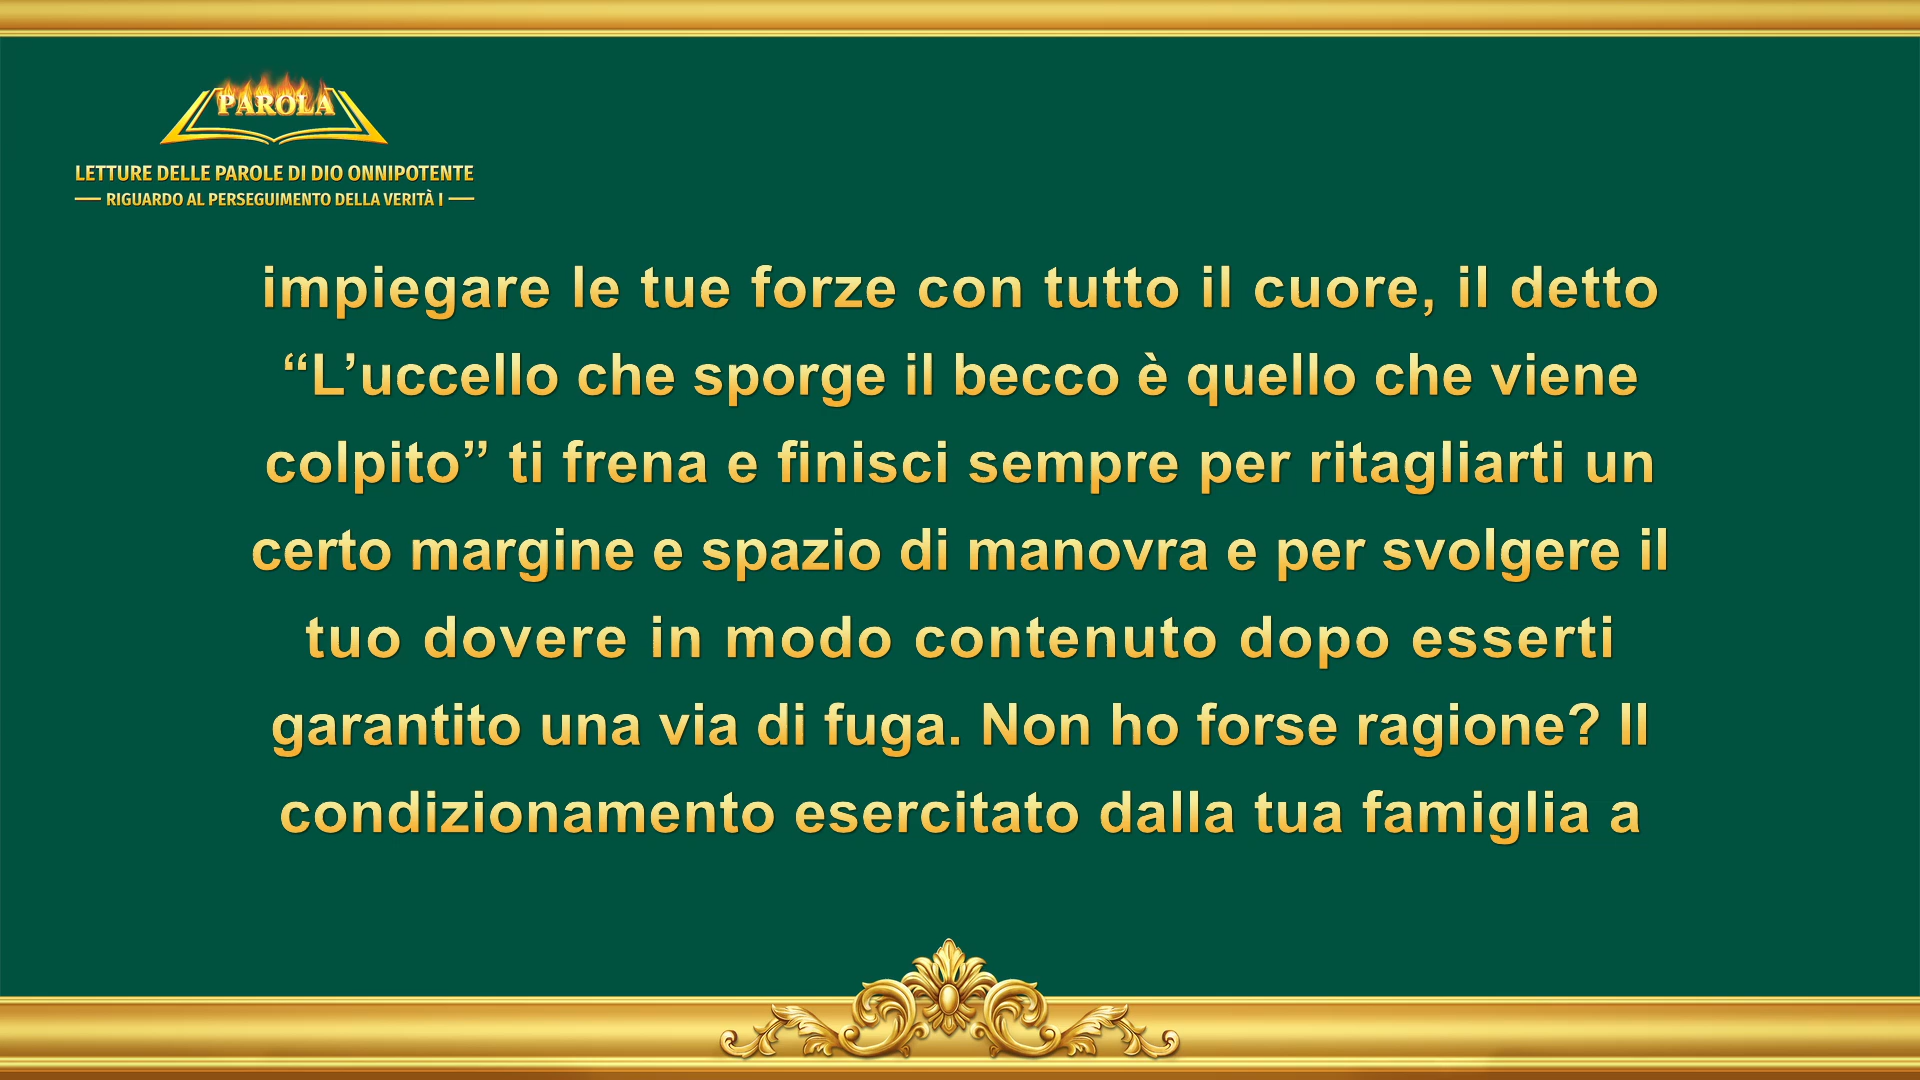 PAROLA
LETTURE DELLE PAROLE DI DIO ONNIPOTENTE
RIGUARDO AL PERSEGUIMENTO DELLA VERITÀ I
impiegare le tue forze con tutto il cuore, il detto
“L’uccello che sporge il becco è quello che viene
colpito” ti frena e finisci sempre per ritagliarti un
certo margine e spazio di manovra e per svolgere il
tuo dovere in modo contenuto dopo esserti
garantito una via di fuga. Non ho forse ragione? Il
condizionamento esercitato dalla tua famiglia a